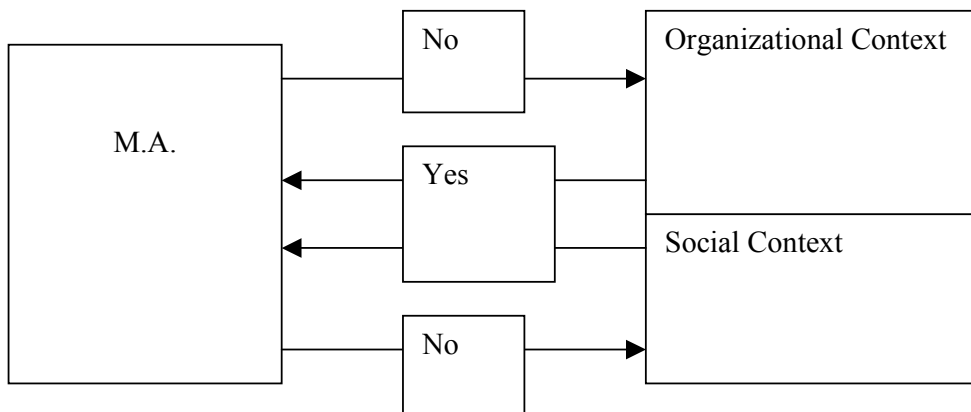 No
Organizational Context
M.A.
Yes
Social Context
No